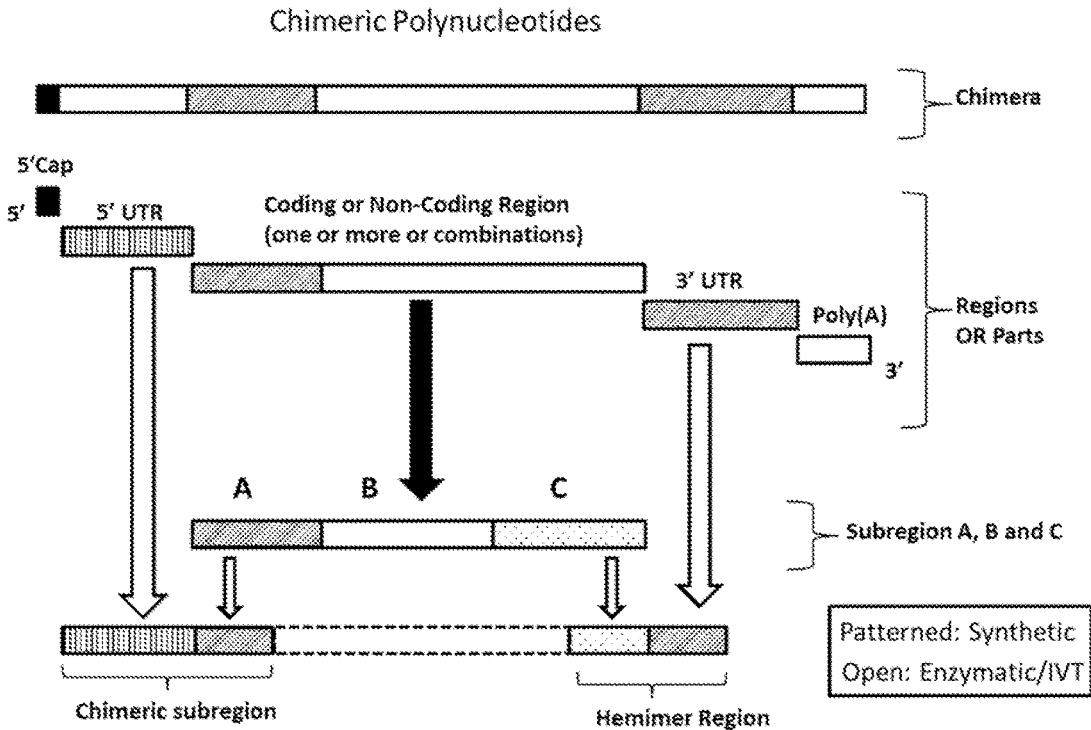 Chimeric Polynucleotides
Chimera
5'Cap
5'
5' UTR
Coding or Non-Coding Region
(one or more or combinations)
3' UTR
Poly(A)
3'
Regions
OR Parts
A
B
C
Subregion A, B and C
Patterned: Synthetic
Open: Enzymatic/IVT
Chimeric subregion
Hemimer Region